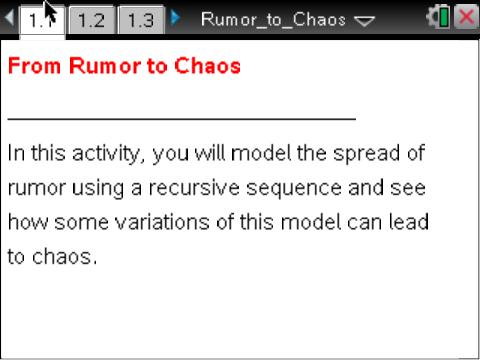 1.1 1.2 1.3 Rumor_to_Chaos
From Rumor to Chaos
In this activity, you will model the spread of
rumor using a recursive sequence and see
how some variations of this model can lead
to chaos.